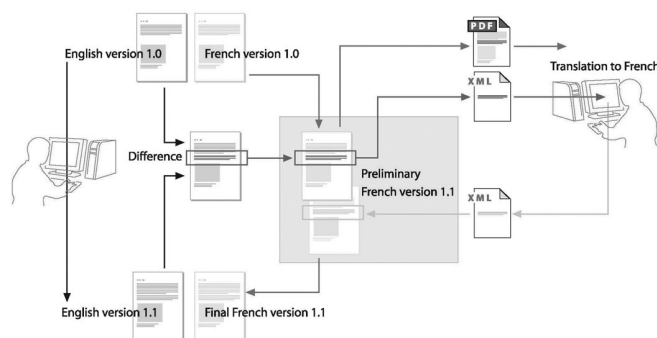 PDF
English version 1.0
French version 1.0
Translation to French
XML
Difference
Preliminary
French version 1.1
XML
English version 1.1
Final French version 1.1